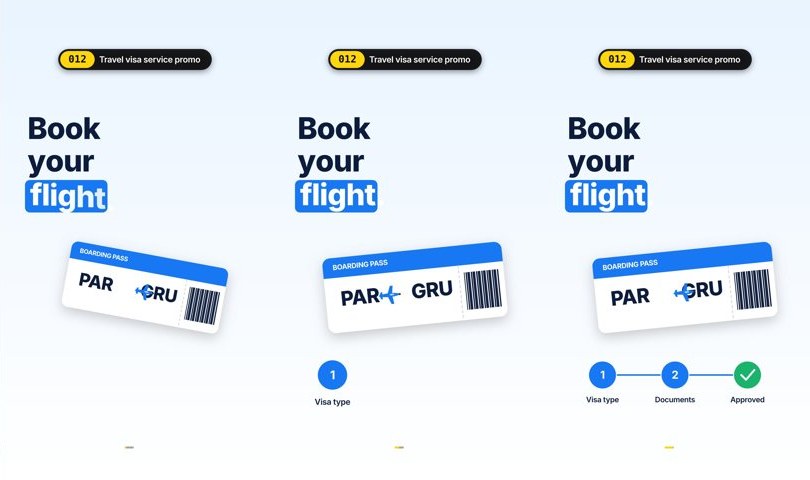 012 Travel visa service promo
Book
your
flight
BOARDING PASS
PAR GRU
012 Travel visa service promo
Book
your
flight
BOARDING PASS
PAR GRU
1
Visa type
012 Travel visa service promo
Book
your
flight
BOARDING PASS
PAR GRU
1 2
Visa type Documents Approved